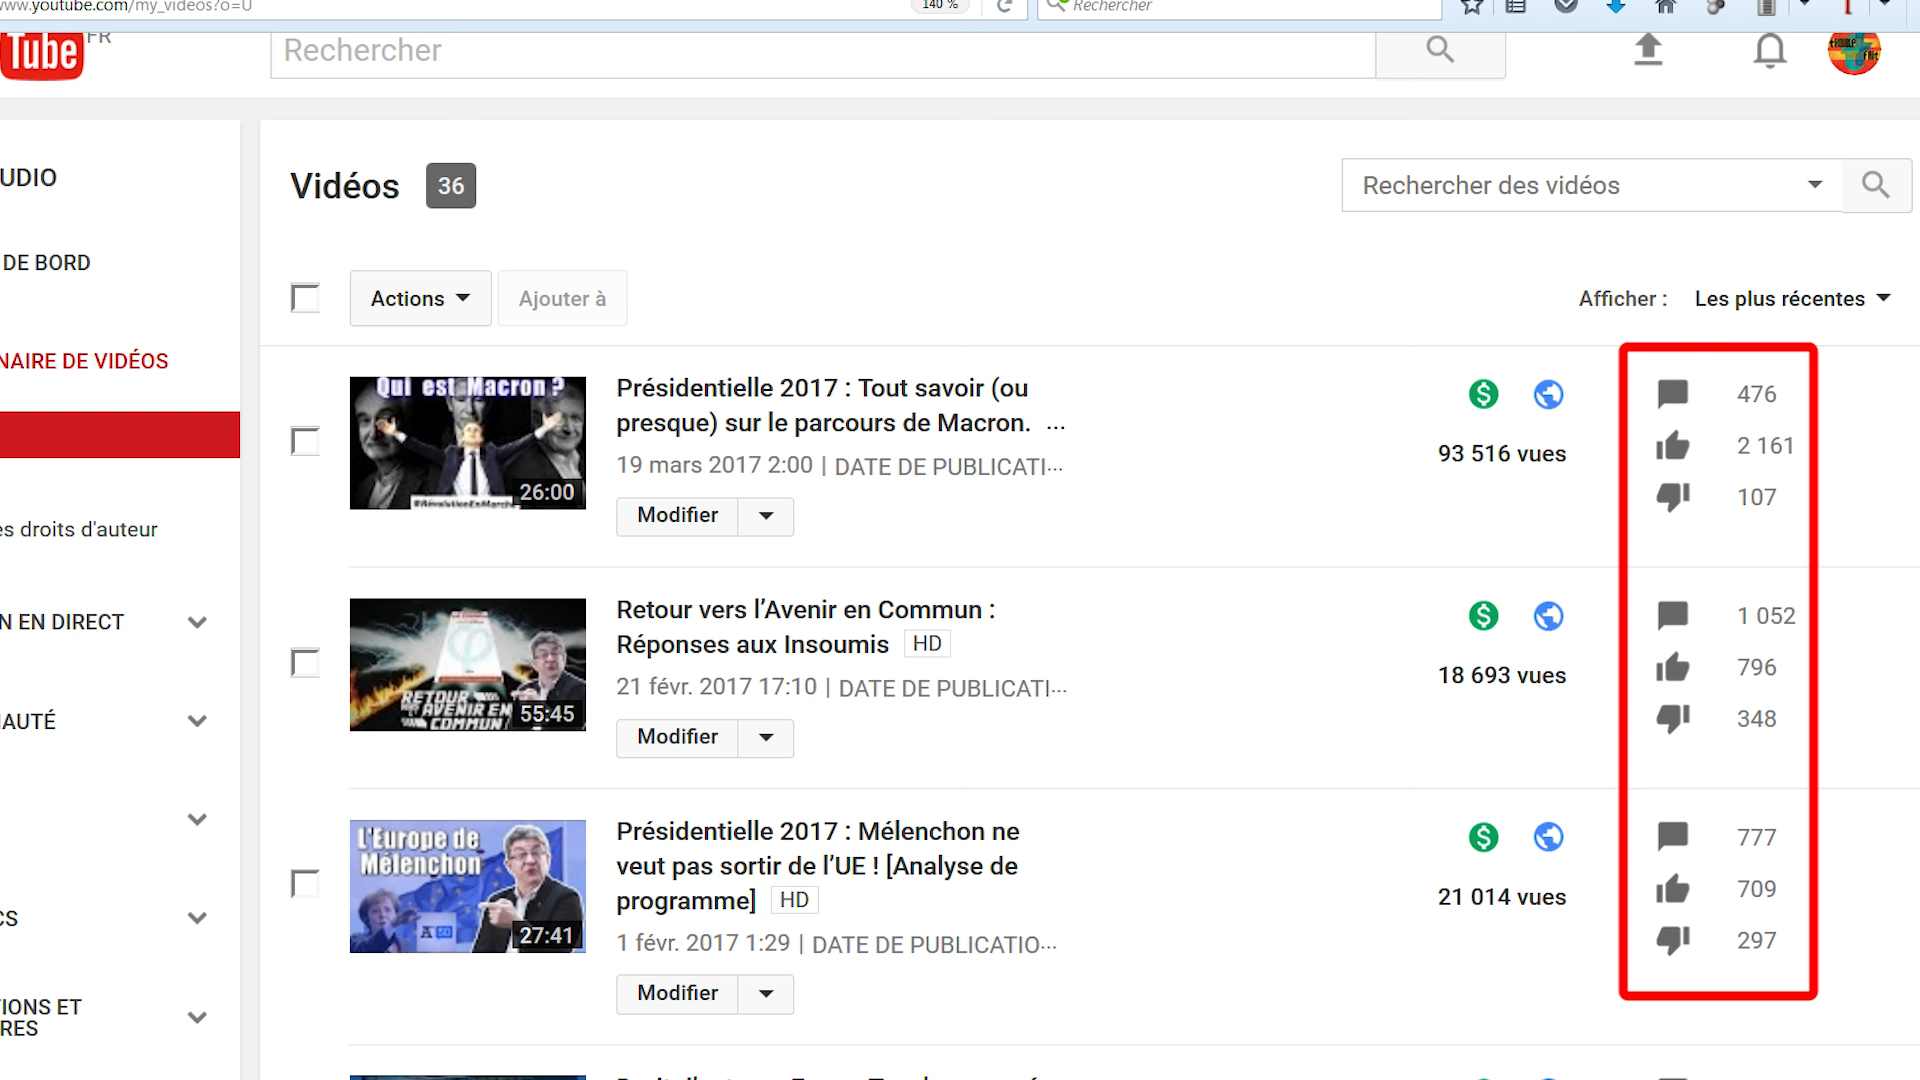 www.youtube.com/my_videos?o=U
140 %
Rechercher
Tube
FR
Rechercher
UDIO
Vidéos 36
Rechercher des vidéos
DE BORD
Actions
Ajouter à
Afficher : Les plus récentes
NAIRE DE VIDÉOS
Qui est Macron ?
26:00
Présidentielle 2017 : Tout savoir (ou
presque) sur le parcours de Macron. ...
19 mars 2017 2:00 | DATE DE PUBLICATI...
Modifier
93 516 vues
476
2 161
107
es droits d'auteur
N EN DIRECT
RETOUR
VERS
L'AVENIR EN
COMMUN
55:45
Retour vers l’Avenir en Commun :
Réponses aux Insoumis HD
21 févr. 2017 17:10 | DATE DE PUBLICATI...
Modifier
18 693 vues
1 052
796
348
AUTÉ
L'Europe de
Mélenchon
27:41
Présidentielle 2017 : Mélenchon ne
veut pas sortir de l’UE ! [Analyse de
programme] HD
1 févr. 2017 1:29 | DATE DE PUBLICATIO...
Modifier
21 014 vues
777
709
297
CS
IONS ET
RES